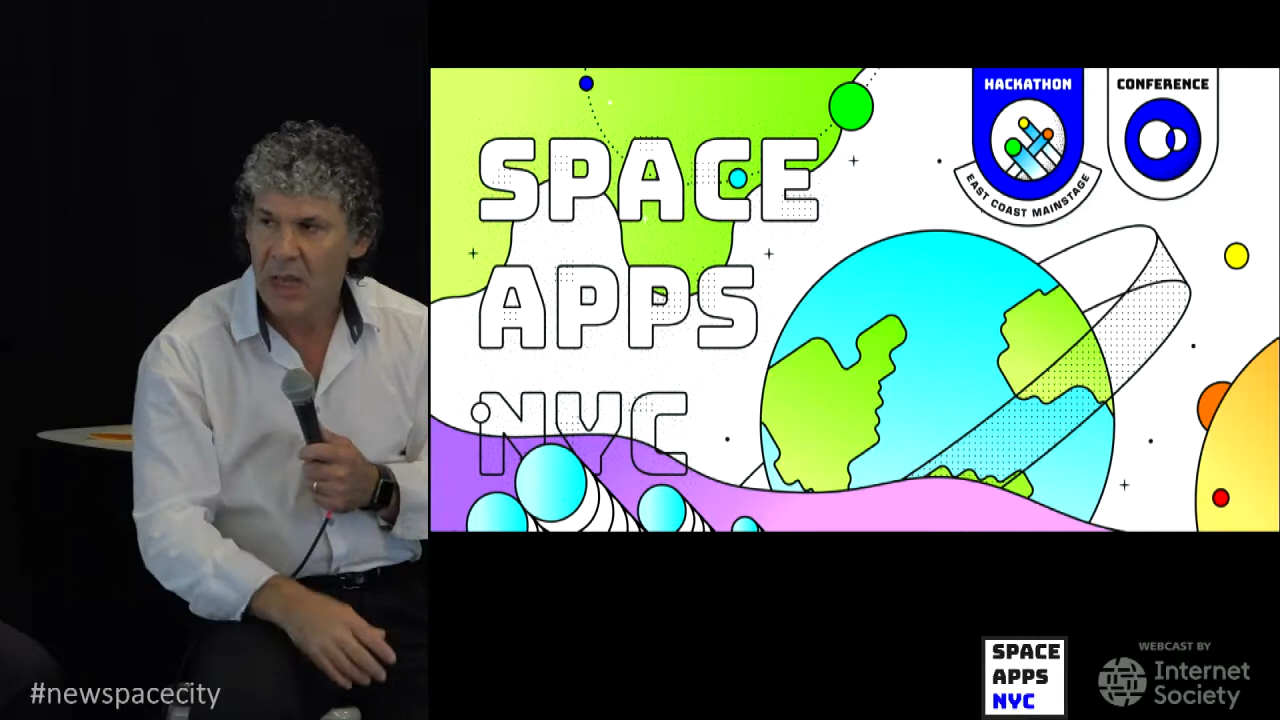 SPACE
APPS
NYC
HACKATHON
EAST COAST MAINSTAGE
CONFERENCE
#newspacecity
SPACE
APPS
NYC
WEBCAST BY
Internet
Society